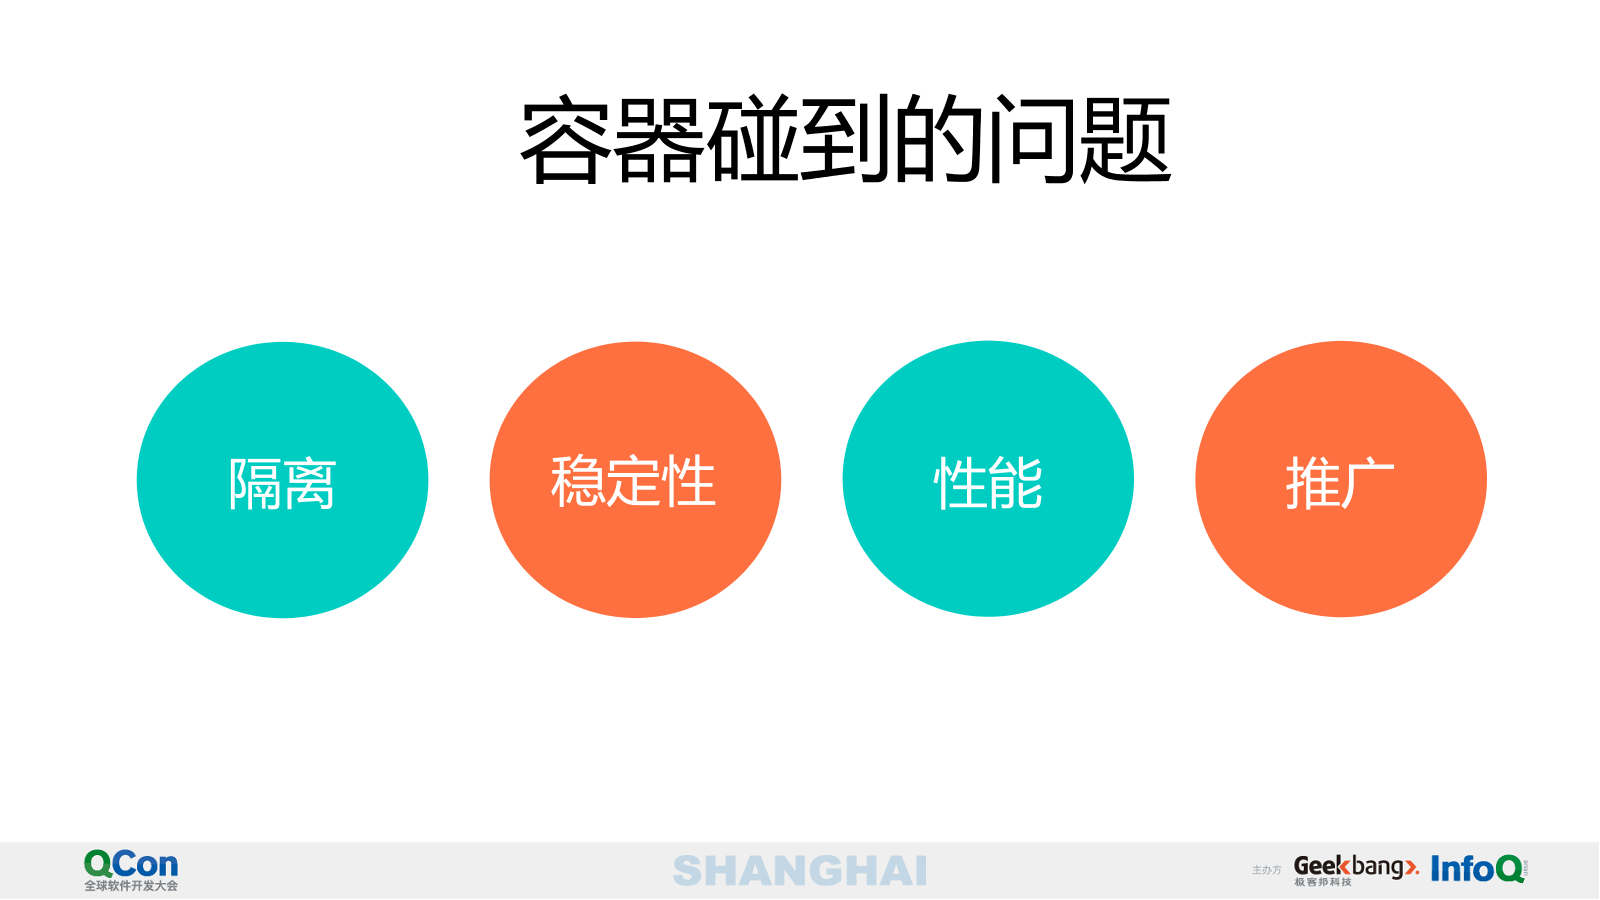 容器碰到的问题
隔离
稳定性
性能
推广
QCon
全球软件开发大会
SHANGHAI
主办方
Geekbang
极客邦科技
InfoQ